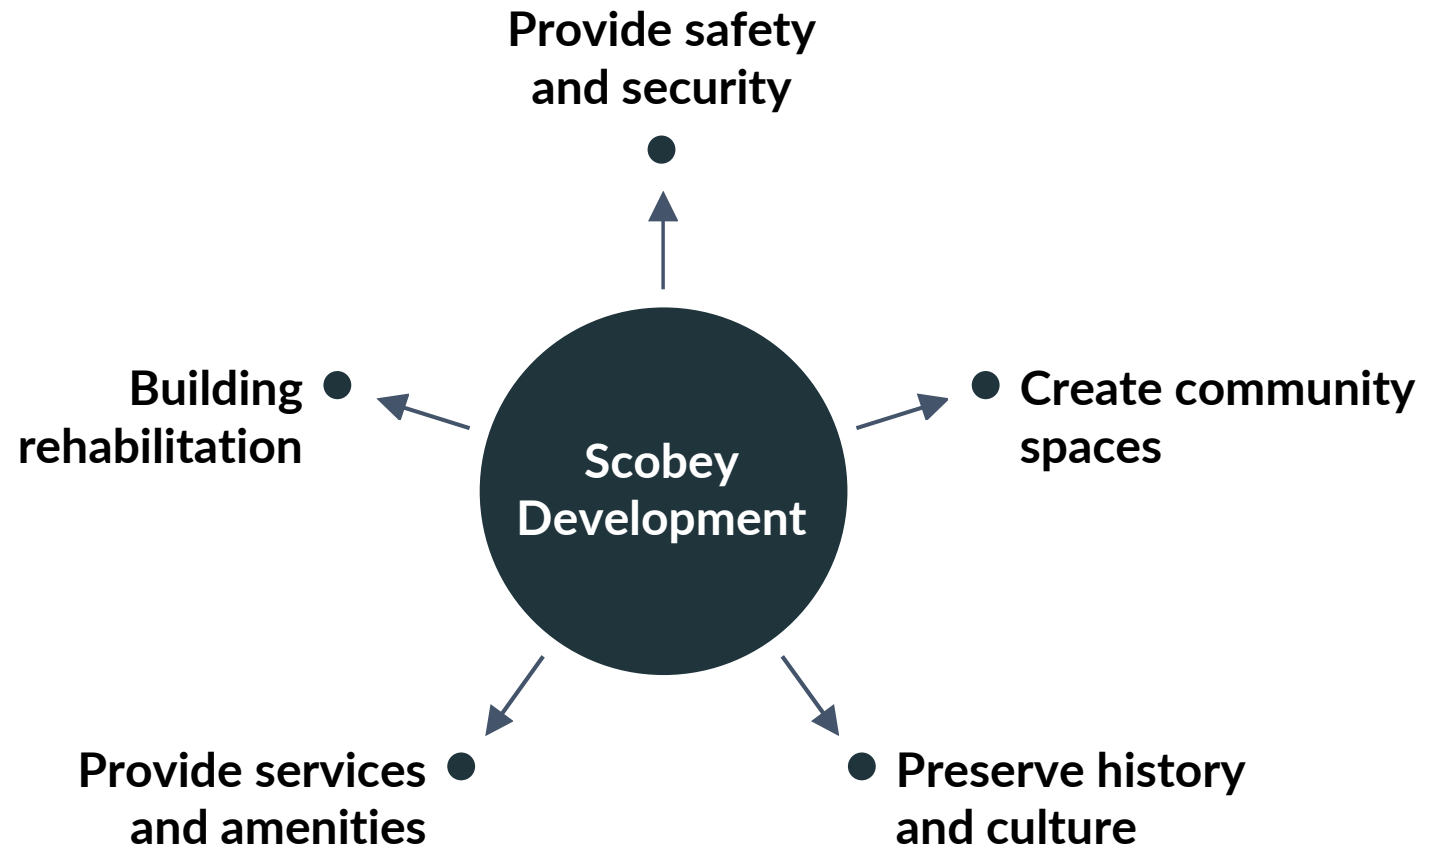 Provide safety
and security
Building
rehabilitation
Create community
spaces
Scobey
Development
Provide services
and amenities
Preserve history
and culture